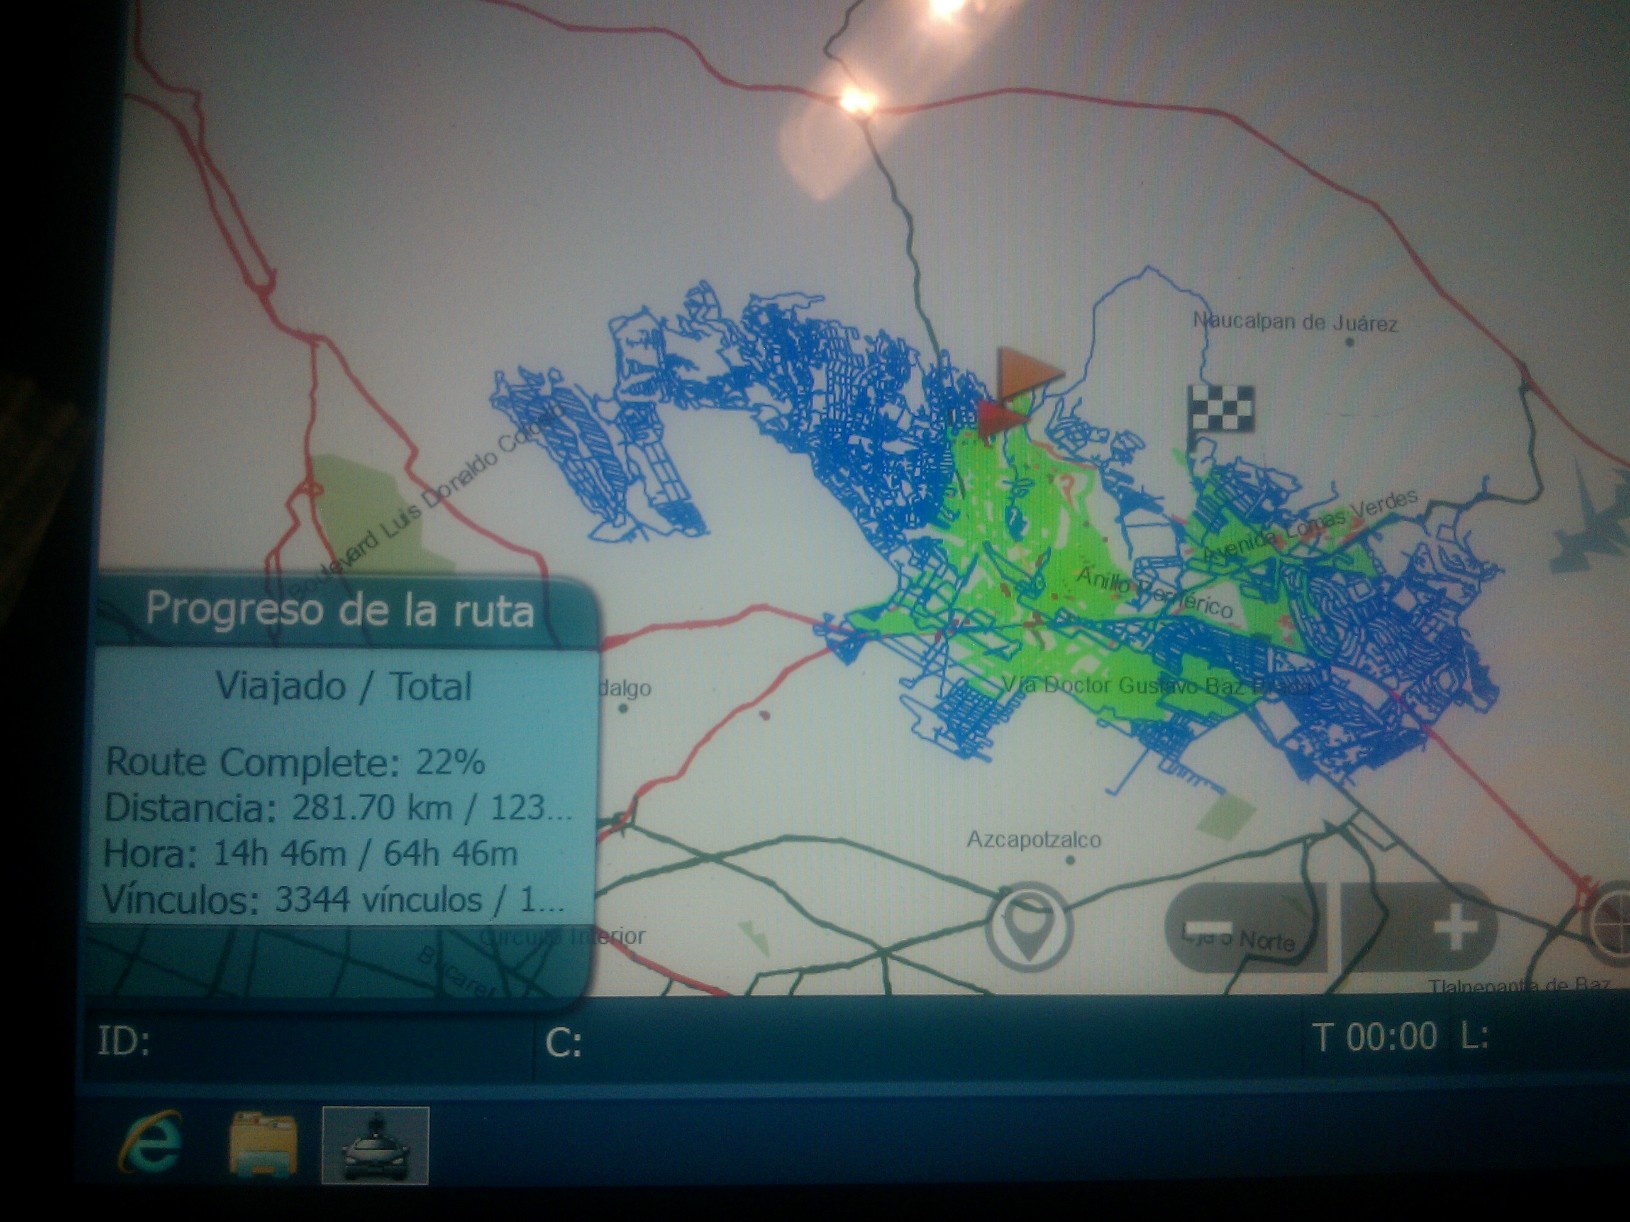 Naucalpan de Juárez
Boulevard Luis Donaldo Colosio
Avenida Lomas Verdes
Anillo Periférico
Vía Doctor Gustavo Baz Prada
Progreso de la ruta
Viajado / Total
Route Complete: 22%
Distancia: 281.70 km / 123...
Hora: 14h 46m / 64h 46m
Vínculos: 3344 vínculos / 1...
dalgo
Azcapotzalco
Circuito Interior
Eje 5 Norte
Tlalnepantla de Baz
ID:
C:
T 00:00
L: